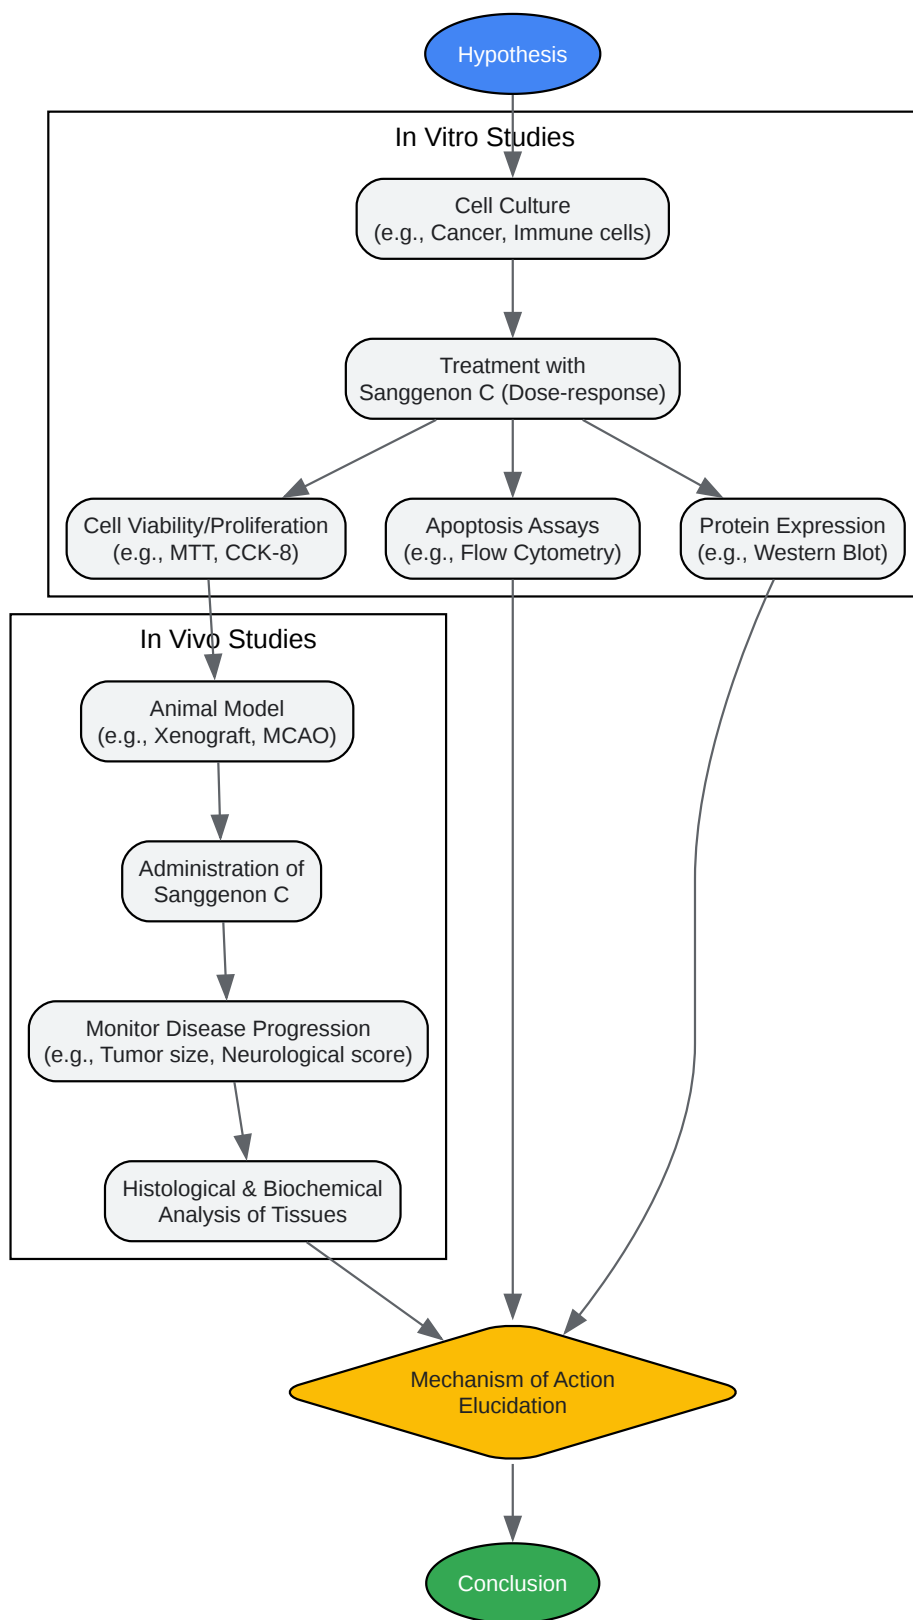 Hypothesis
In Vitro Studies
Cell Culture
(e.g., Cancer, Immune cells)
Treatment with
Sanggenon C (Dose-response)
Cell Viability/Proliferation
(e.g., MTT, CCK-8)
Apoptosis Assays
(e.g., Flow Cytometry)
Protein Expression
(e.g., Western Blot)
In Vivo Studies
Animal Model
(e.g., Xenograft, MCAO)
Administration of
Sanggenon C
Monitor Disease Progression
(e.g., Tumor size, Neurological score)
Histological & Biochemical
Analysis of Tissues
Mechanism of Action
Elucidation
Conclusion